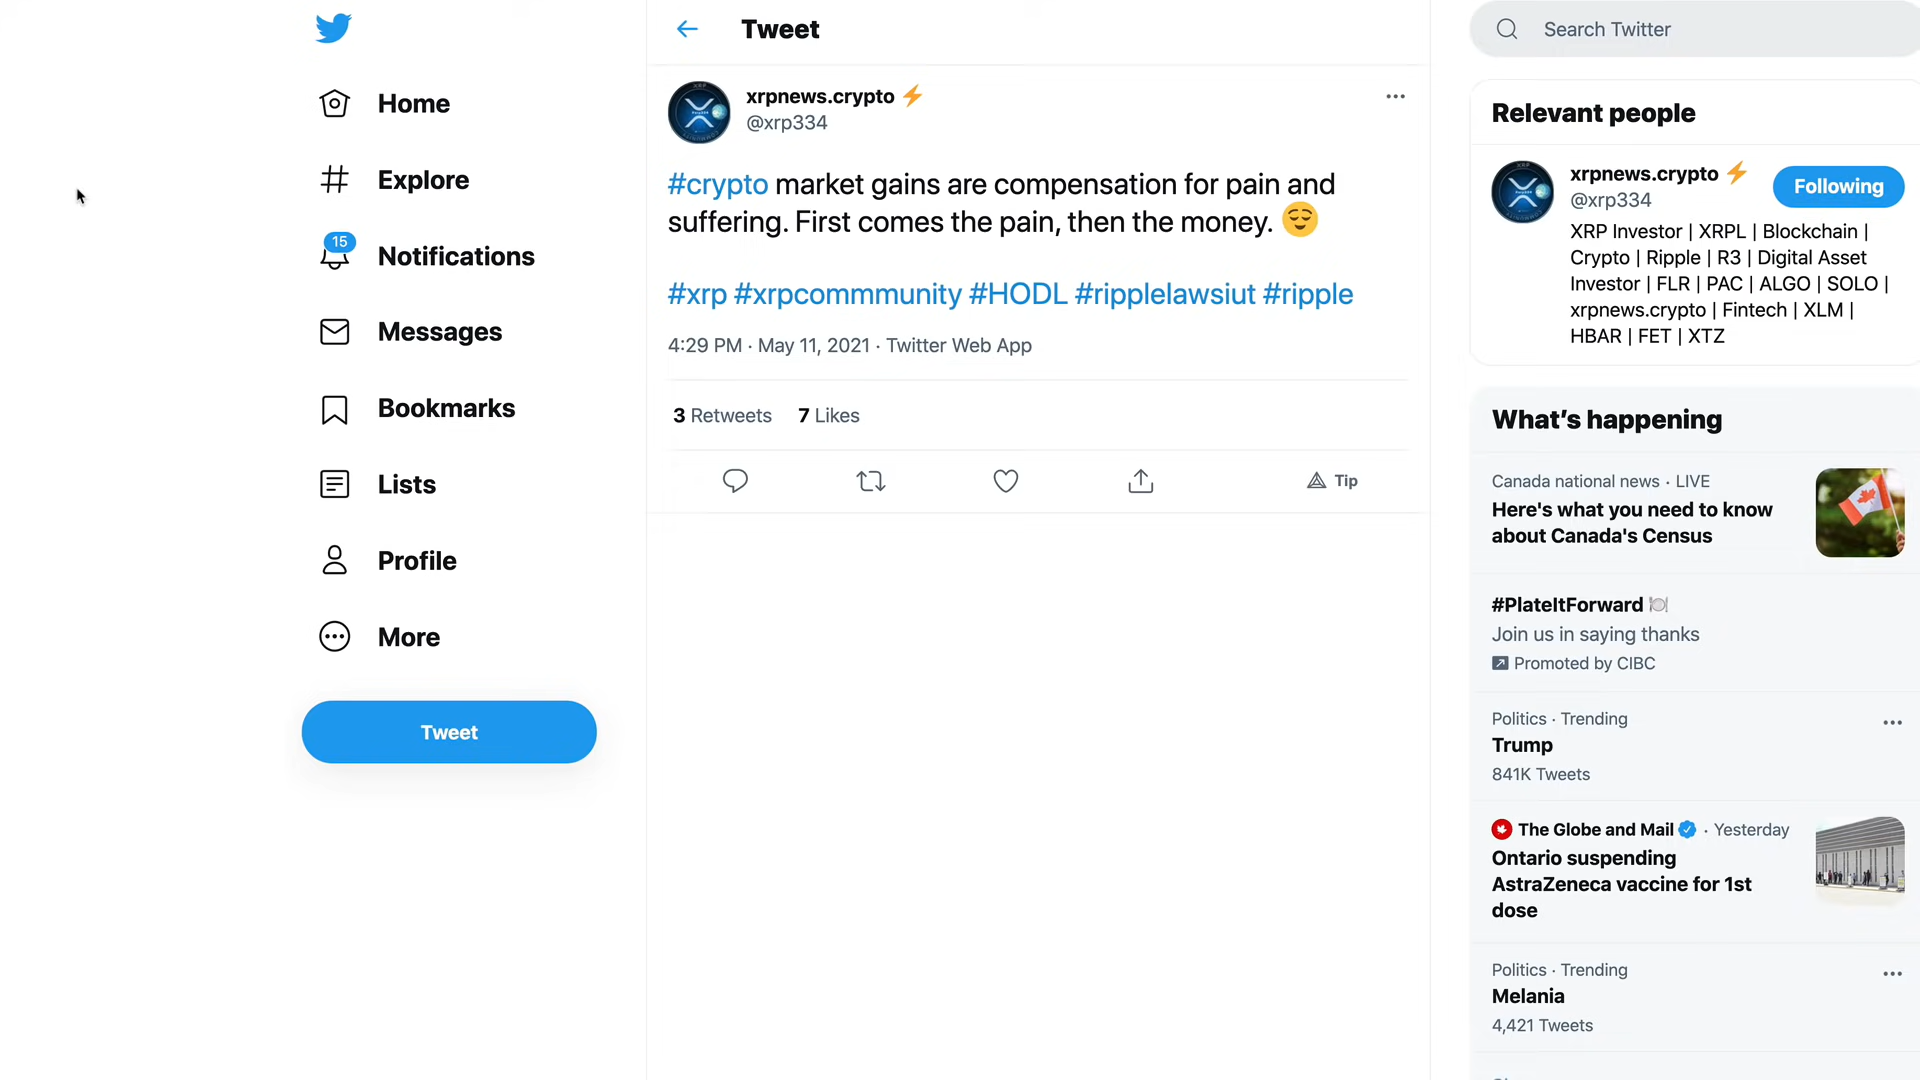 Home
Explore
15
Notifications
Messages
Bookmarks
Lists
Profile
More
Tweet
Tweet
xrpnews.crypto ⚡
@xrp334
#crypto market gains are compensation for pain and
suffering. First comes the pain, then the money. 😌
#xrp #xrpcommmunity #HODL #ripplelawsiut #ripple
4:29 PM · May 11, 2021 · Twitter Web App
3 Retweets 7 Likes
Tip
Search Twitter
Relevant people
xrpnews.crypto ⚡
@xrp334
Following
XRP Investor | XRPL | Blockchain |
Crypto | Ripple | R3 | Digital Asset
Investor | FLR | PAC | ALGO | SOLO |
xrpnews.crypto | Fintech | XLM |
HBAR | FET | XTZ
What's happening
Canada national news · LIVE
Here's what you need to know
about Canada's Census
#PlateItForward 🍽
Join us in saying thanks
Promoted by CIBC
Politics · Trending
Trump
841K Tweets
The Globe and Mail · Yesterday
Ontario suspending
AstraZeneca vaccine for 1st
dose
Politics · Trending
Melania
4,421 Tweets